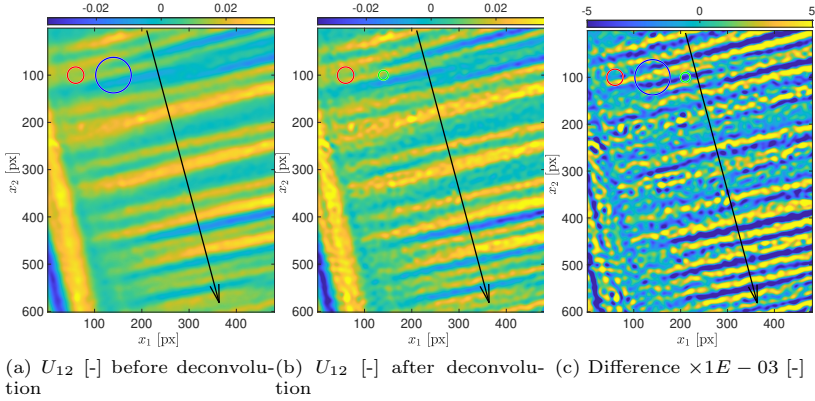 -0.02 0 0.02
-0.02 0 0.02
-5 0 5
100
200
300
400
500
600
x2 [px]
100 200 300 400
x1 [px]
100
200
300
400
500
600
x2 [px]
100 200 300 400
x1 [px]
100
200
300
400
500
600
x2 [px]
100 200 300 400
x1 [px]
(a) U12 [-] before deconvolu-
tion
(b) U12 [-] after deconvolu-
tion
(c) Difference ×1E − 03 [-]